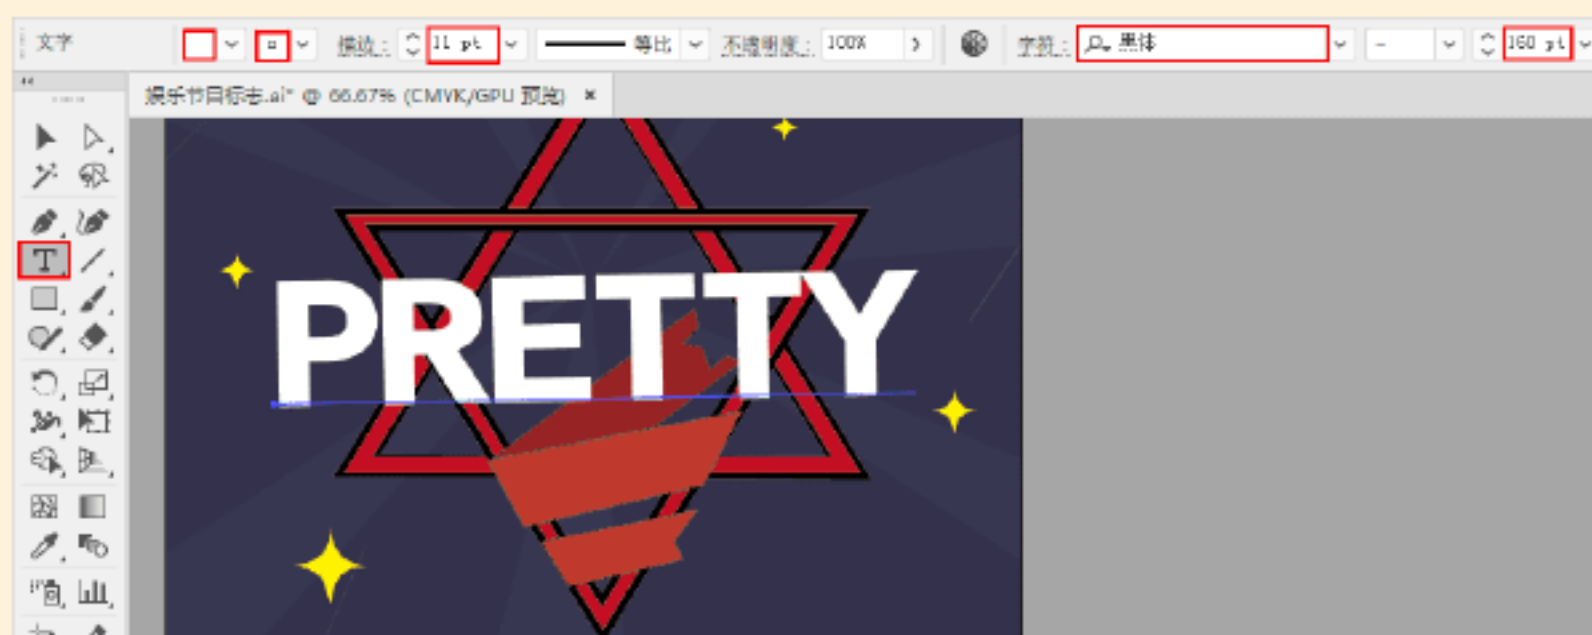 文字 描边: 11 pt 等比 不透明度: 100% 字符: 黑体 - 160 pt
娱乐节目标志.ai* @ 66.67% (CMYK/GPU 预览) ×
T
PRETTY